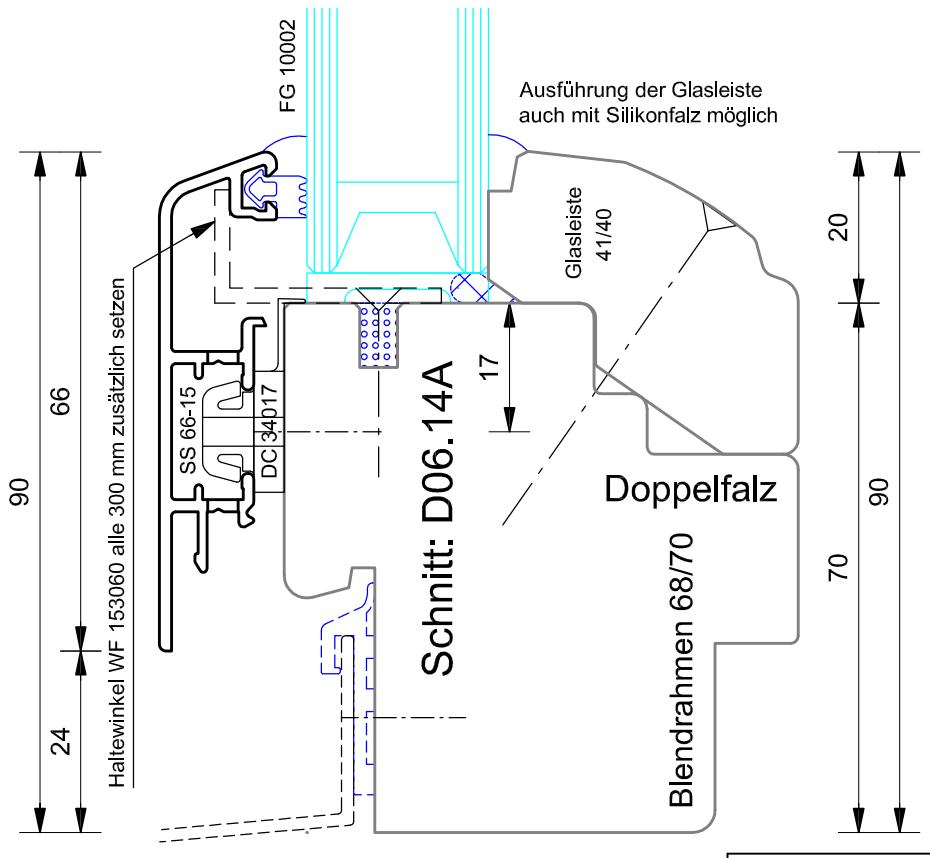 FG 10002
Ausführung der Glasleiste
auch mit Silikonfalz möglich
Glasleiste
41/40
20
66
90
24
Haltewinkel WF 153060 alle 300 mm zusätzlich setzen
SS 66-15
DC 34017
17
Schnitt: D06.14A
Doppelfalz
Blendrahmen 68/70
70
90